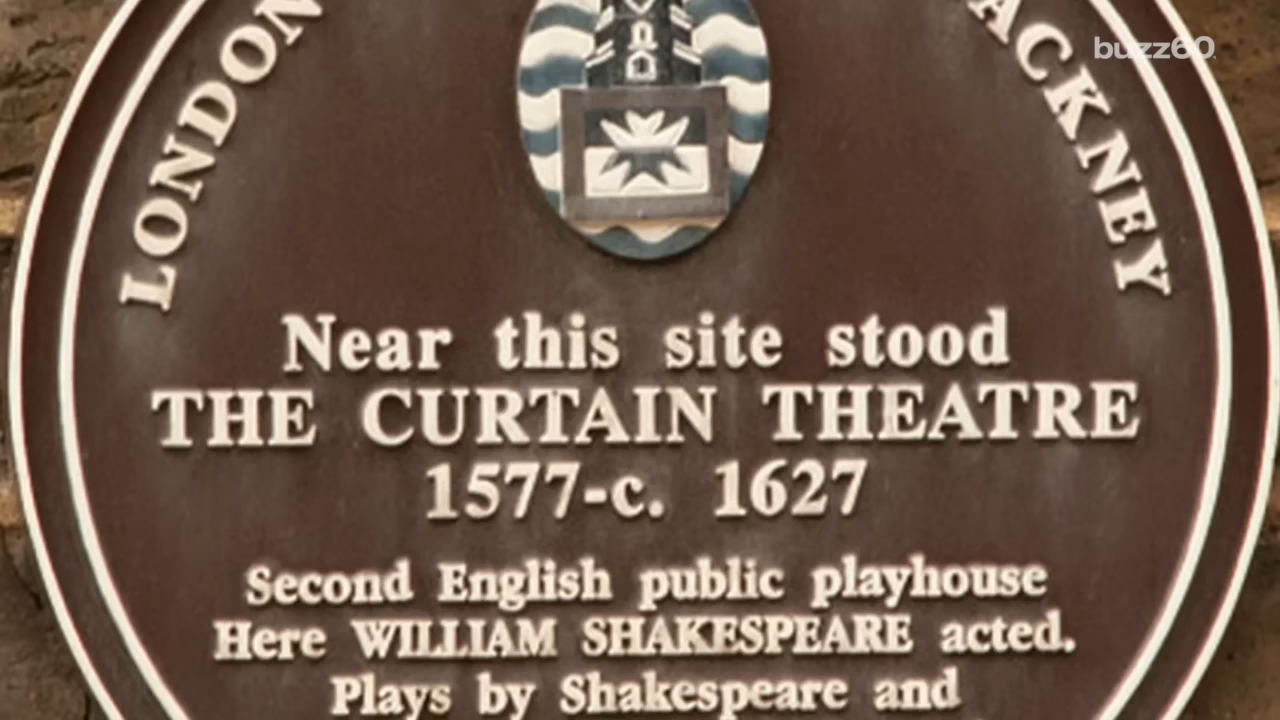 LONDON
ACKNEY
buzz60
Near this site stood
THE CURTAIN THEATRE
1577-c. 1627
Second English public playhouse
Here WILLIAM SHAKESPEARE acted.
Plays by Shakespeare and